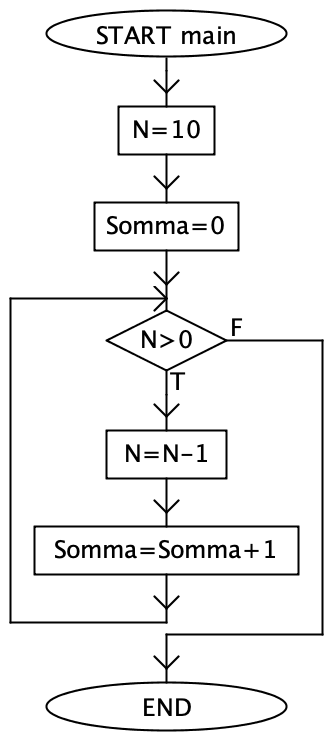 START main
N=10
Somma=0
N>0
F
T
N=N-1
Somma=Somma+1
END